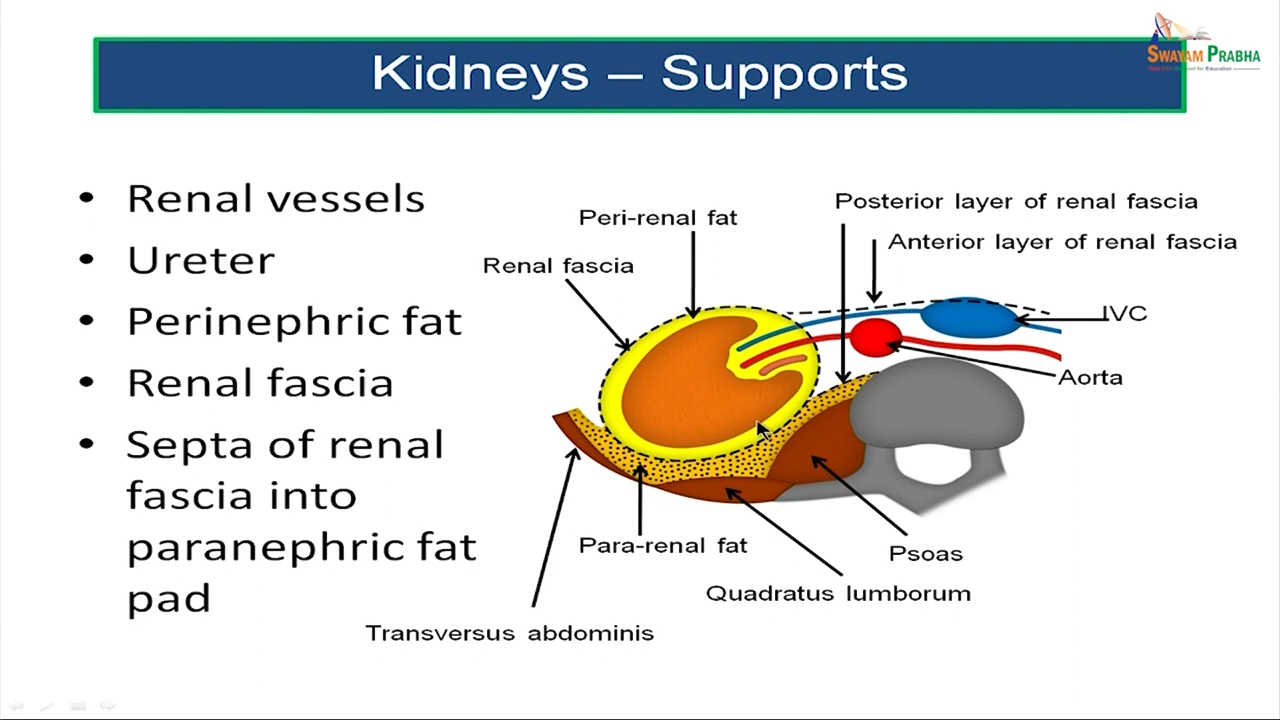 Kidneys – Supports
SWAYAM PRABHA
• Renal vessels
• Ureter
• Perinephric fat
• Renal fascia
• Septa of renal
fascia into
paranephric fat
pad
Posterior layer of renal fascia
Peri-renal fat
Anterior layer of renal fascia
Renal fascia
IVC
Aorta
Para-renal fat
Psoas
Quadratus lumborum
Transversus abdominis